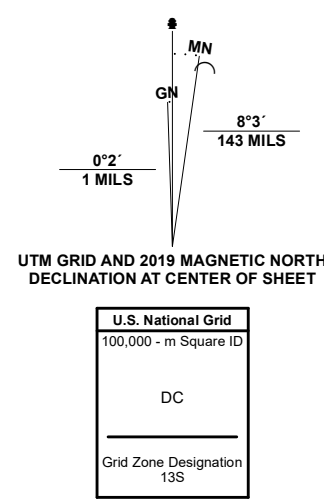 MN
GN
8°3´
143 MILS
0°2´
1 MILS
UTM GRID AND 2019 MAGNETIC NORTH
DECLINATION AT CENTER OF SHEET
U.S. National Grid
100,000 - m Square ID
DC
Grid Zone Designation
13S